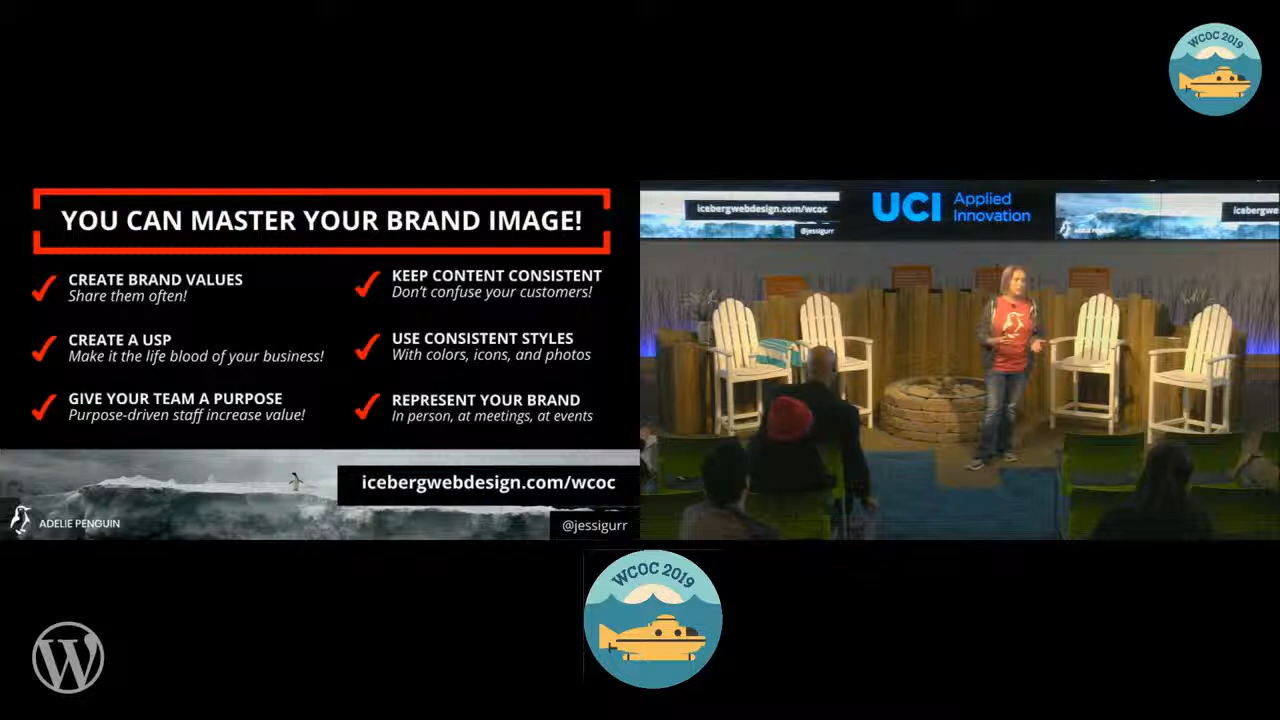 WCOC 2019
YOU CAN MASTER YOUR BRAND IMAGE!
CREATE BRAND VALUES
Share them often!
CREATE A USP
Make it the life blood of your business!
GIVE YOUR TEAM A PURPOSE
Purpose-driven staff increase value!
KEEP CONTENT CONSISTENT
Don't confuse your customers!
USE CONSISTENT STYLES
With colors, icons, and photos
REPRESENT YOUR BRAND
In person, at meetings, at events
icebergwebdesign.com/wcoc
ADELIE PENGUIN
@jessigurr
icebergwebdesign.com/wcoc
@jessigurr
UCI Applied
Innovation
icebergwe
ADELIE PENGUIN
WCOC 2019
W